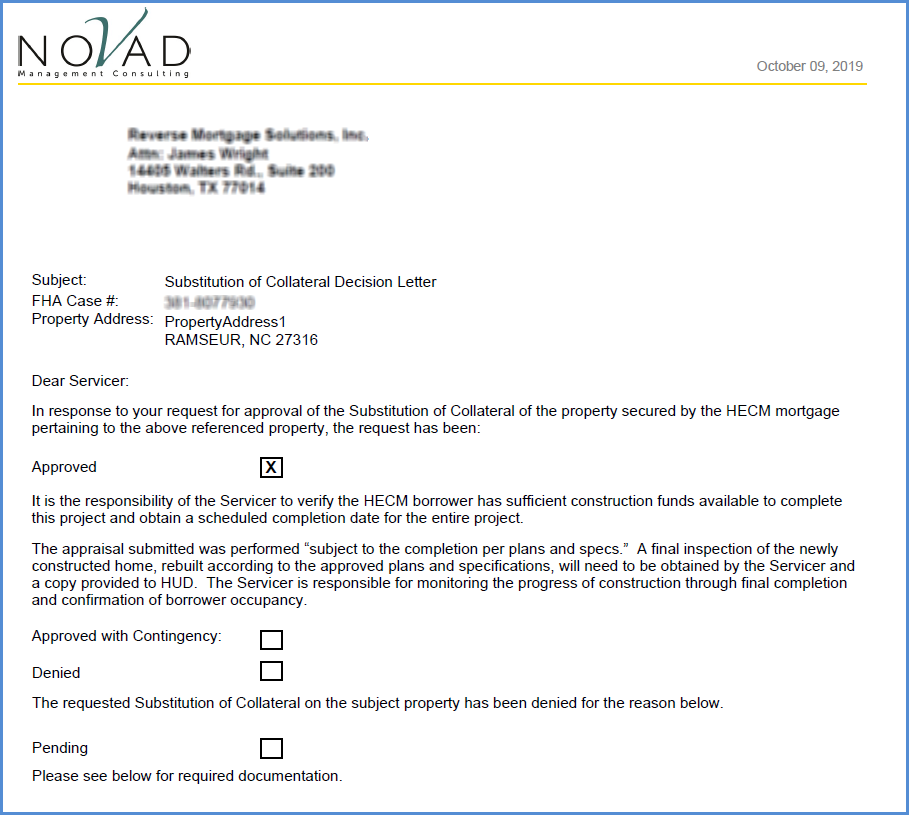 NOVAD
Management Consulting
October 09, 2019
Reverse Mortgage Solutions, Inc.
Attn: James Wright
14405 Walters Rd., Suite 200
Houston, TX 77014
Subject: Substitution of Collateral Decision Letter
FHA Case #: 381-8077930
Property Address: PropertyAddress1
RAMSEUR, NC 27316
Dear Servicer:
In response to your request for approval of the Substitution of Collateral of the property secured by the HECM mortgage
pertaining to the above referenced property, the request has been:
Approved X
It is the responsibility of the Servicer to verify the HECM borrower has sufficient construction funds available to complete
this project and obtain a scheduled completion date for the entire project.
The appraisal submitted was performed “subject to the completion per plans and specs.” A final inspection of the newly
constructed home, rebuilt according to the approved plans and specifications, will need to be obtained by the Servicer and
a copy provided to HUD. The Servicer is responsible for monitoring the progress of construction through final completion
and confirmation of borrower occupancy.
Approved with Contingency:
Denied
The requested Substitution of Collateral on the subject property has been denied for the reason below.
Pending
Please see below for required documentation.